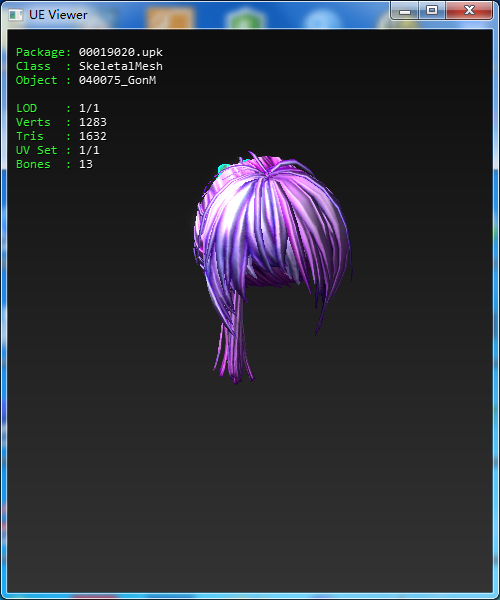 UE Viewer
Package: 00019020.upk
Class : SkeletalMesh
Object : 040075_GonM
LOD : 1/1
Verts : 1283
Tris : 1632
UV Set : 1/1
Bones : 13